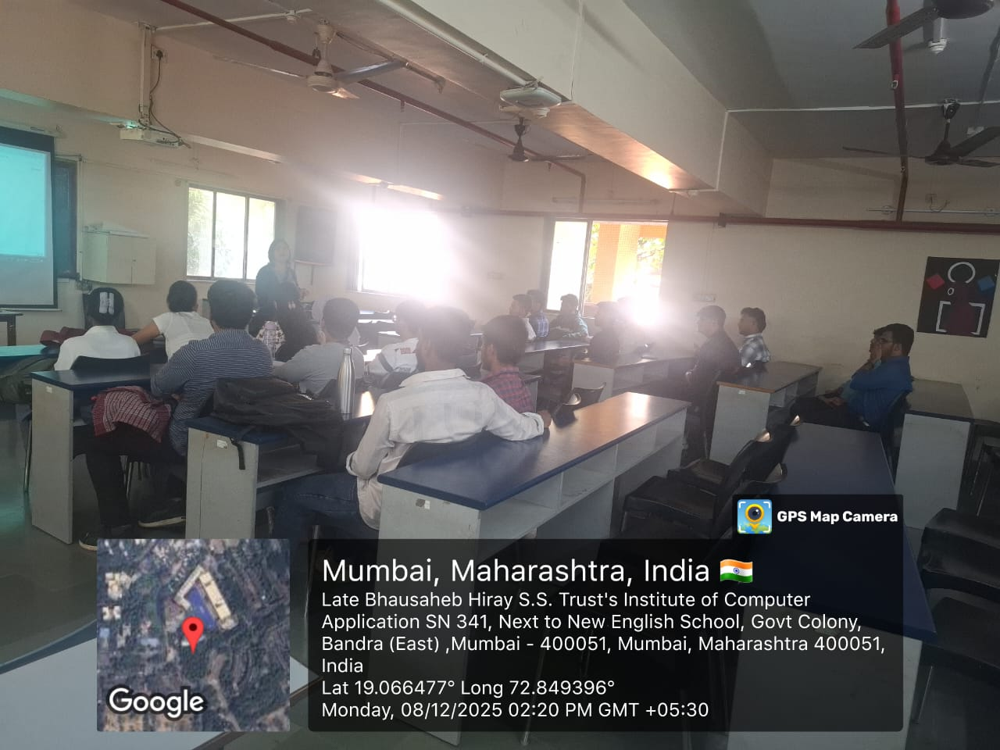 GPS Map Camera
Mumbai, Maharashtra, India 🇮🇳
Late Bhausaheb Hiray S.S. Trust's Institute of Computer
Application SN 341, Next to New English School, Govt Colony,
Bandra (East) ,Mumbai - 400051, Mumbai, Maharashtra 400051,
India
Lat 19.066477° Long 72.849396°
Monday, 08/12/2025 02:20 PM GMT +05:30
Google